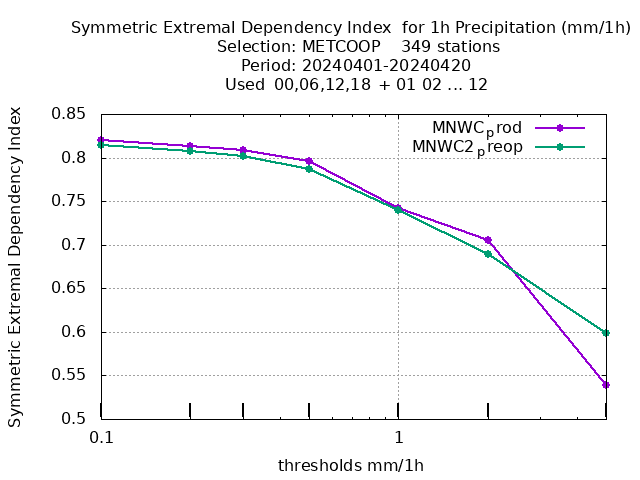 Symmetric Extremal Dependency Index for 1h Precipitation (mm/1h)
Selection: METCOOP 349 stations
Period: 20240401-20240420
Used 00,06,12,18 + 01 02 ... 12
Symmetric Extremal Dependency Index
0.85
0.8
0.75
0.7
0.65
0.6
0.55
0.5
MNWCprod
MNWC2preop
0.1 1
thresholds mm/1h